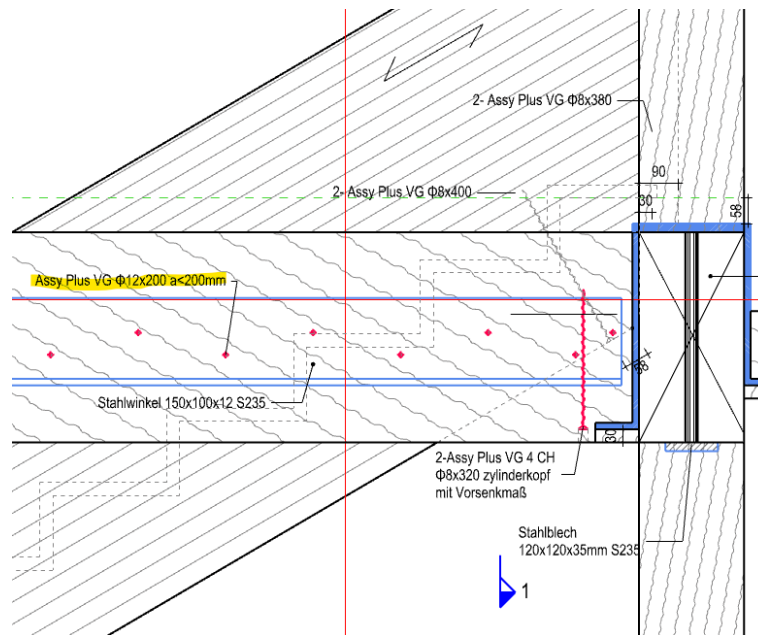 2- Assy Plus VG Φ8x380
90
2- Assy Plus VG Φ8x400
30
58
Assy Plus VG Φ12x200 a<200mm
58
Stahlwinkel 150x100x12 S235
30
2-Assy Plus VG 4 CH
Φ8x320 zylinderkopf
mit Vorsenkmaß
Stahlblech
120x120x35mm S235
1